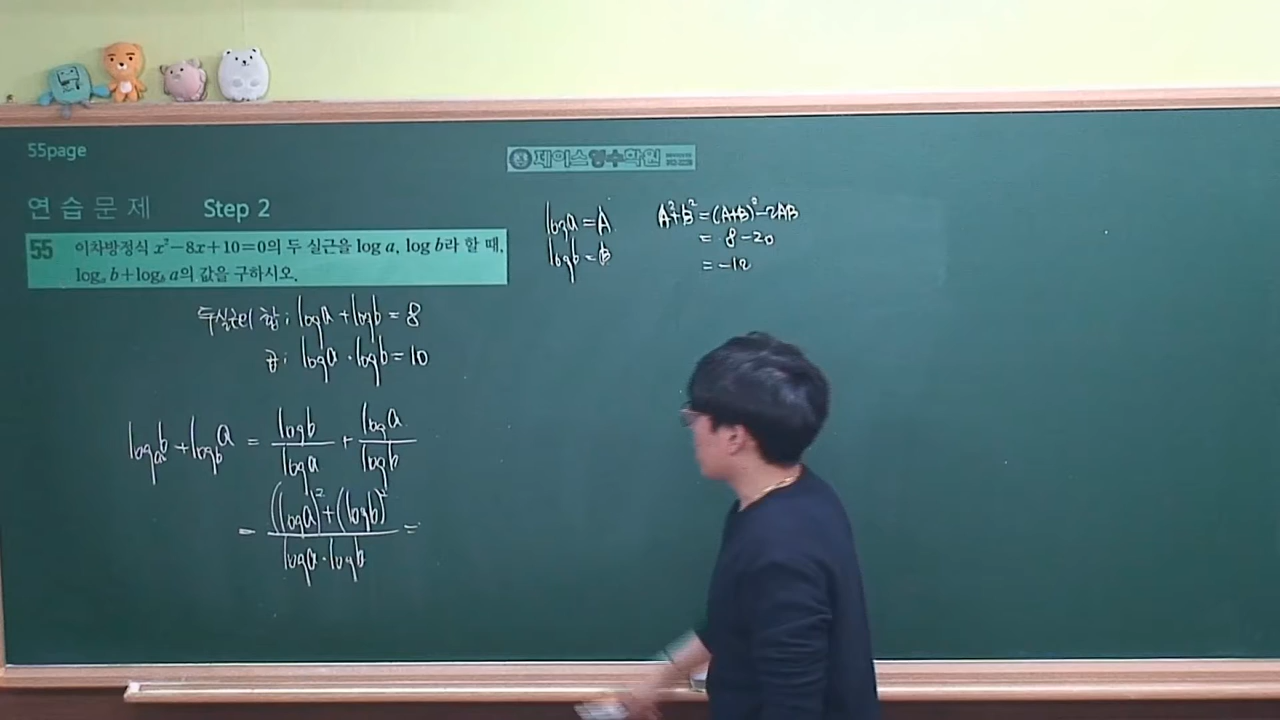 55page
제이스영수학원
연습문제 Step 2
55 이차방정식 x²-8x+10=0의 두 실근을 log a, log b라 할 때,
logₐ b+log_b a의 값을 구하시오.
두실근의 합: loga+logb=8
곱: loga·logb=10
logₐb+log_b a = logb/loga + loga/logb
= ((loga)²+(logb)²)/(loga·logb) =
loga=A
logb=B
A²+B²=(A+B)²-2AB
= 8-20
= -12